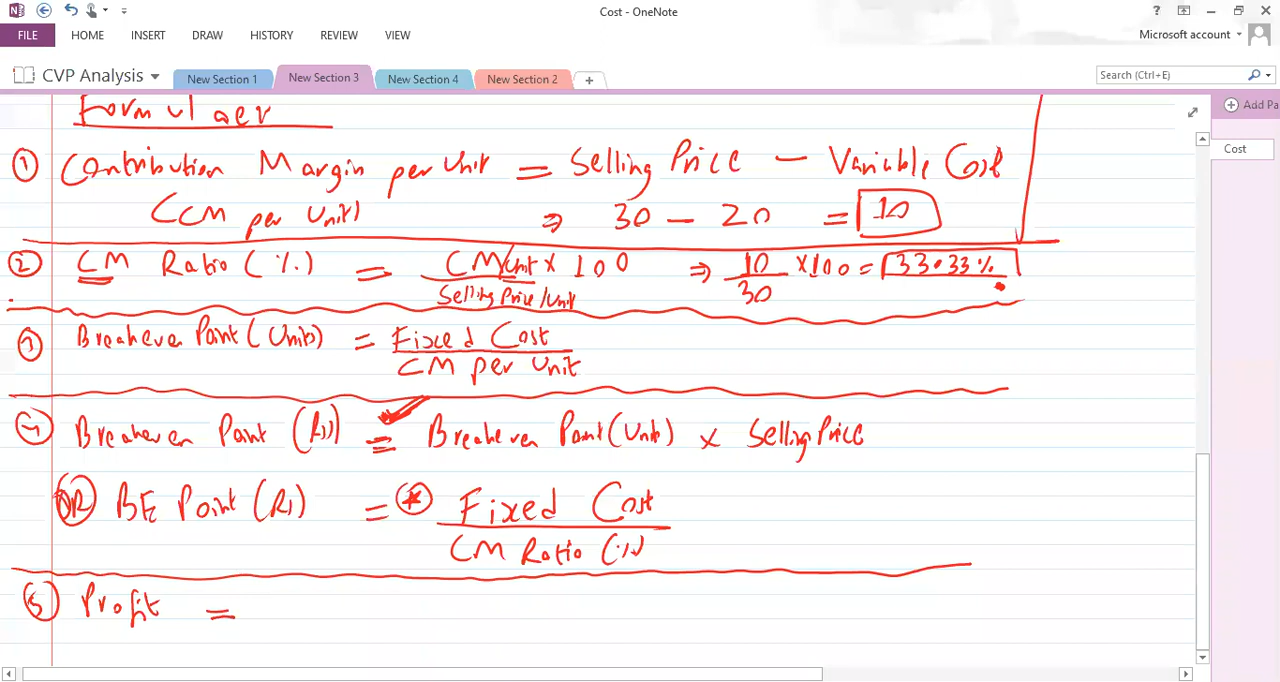 Cost - OneNote
Microsoft account
FILE HOME INSERT DRAW HISTORY REVIEW VIEW
CVP Analysis New Section 1 New Section 3 New Section 4 New Section 2 +
Search (Ctrl+E)
Add Pa
Cost
Formulaer
① Contribution Margin per Unit = Selling Price - Variable Cost
(CM per Unit) ⇒ 30 - 20 = 10
② CM Ratio (%) = CM/Unit × 100 ⇒ 10 × 100 = 33.33%
Selling Price/Unit 30
③ Breakeven Point (Units) = Fixed Cost
CM per Unit
④ Breakeven Point (Rs) = Breakeven Point (Units) × Selling Price
OR BE Point (Rs) = * Fixed Cost
CM Ratio (%)
⑤ Profit =